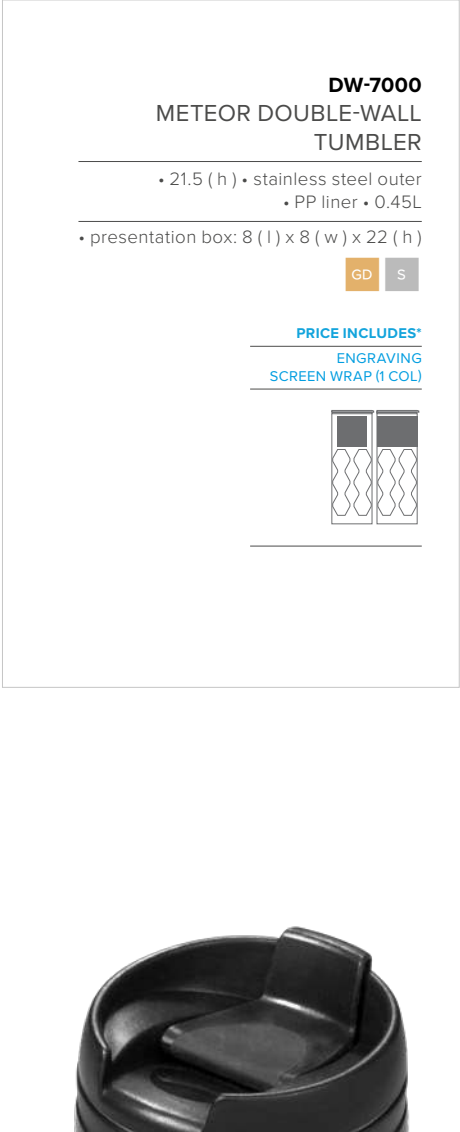 DW-7000
METEOR DOUBLE-WALL
TUMBLER
• 21.5 ( h ) • stainless steel outer
• PP liner • 0.45L
• presentation box: 8 ( l ) x 8 ( w ) x 22 ( h )
GD S
PRICE INCLUDES*
ENGRAVING
SCREEN WRAP (1 COL)